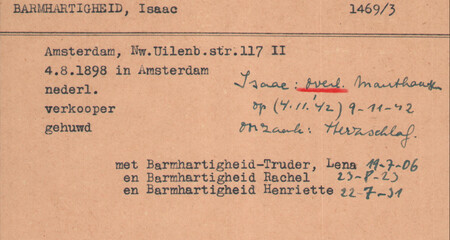 BARMHARTIGHEID, Isaac 1469/3
Amsterdam, Nw.Uilenb.str.117 II
4.8.1898 in Amsterdam
nederl. Isaac: overl. Mauthausen
verkooper op (4.11.'42) 9-11-42
gehuwd oorzaak: Herzschlag.
met Barmhartigheid-Truder, Lena 19-7-06
en Barmhartigheid Rachel 23-8-23
en Barmhartigheid Henriette 22-7-31